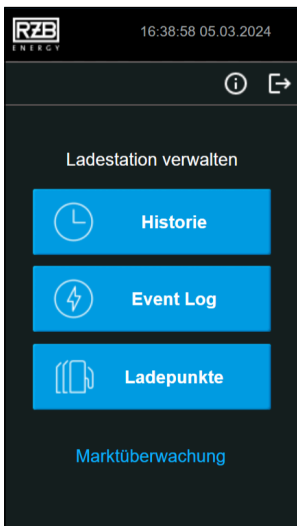 RZB
ENERGY
16:38:58 05.03.2024
Ladestation verwalten
Historie
Event Log
Ladepunkte
Marktüberwachung